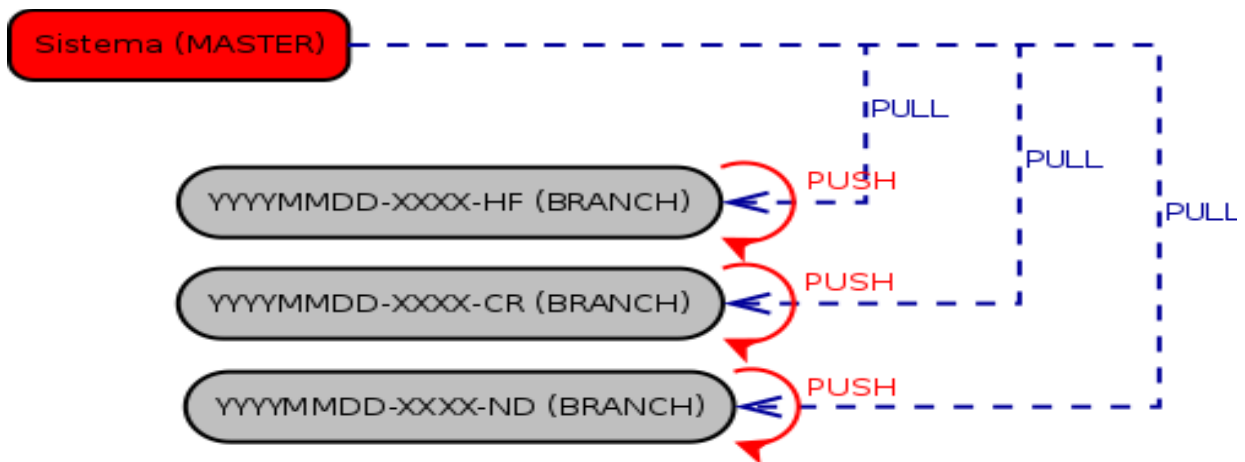 Sistema (MASTER)
PULL
PULL
PUSH
YYYYMMDD-XXXX-HF (BRANCH)
PULL
PUSH
YYYYMMDD-XXXX-CR (BRANCH)
PUSH
YYYYMMDD-XXXX-ND (BRANCH)